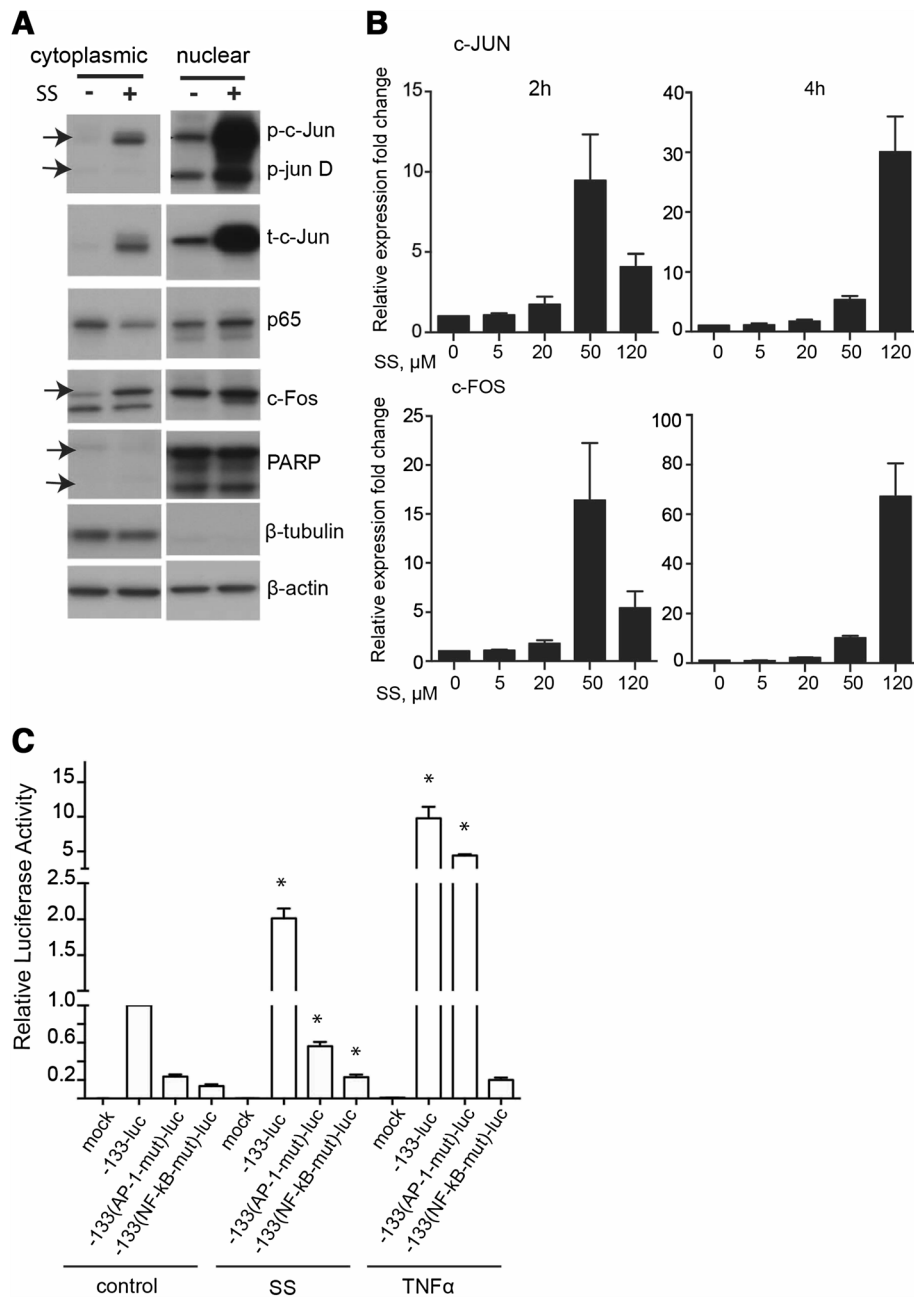 A
cytoplasmic nuclear
SS - + - +
p-c-Jun
p-jun D
t-c-Jun
p65
c-Fos
PARP
β-tubulin
β-actin
B
c-JUN
2h
Relative expression fold change
15
10
5
0
0 5 20 50 120
SS, μM
4h
40
30
20
10
0
0 5 20 50 120
c-FOS
Relative expression fold change
25
20
15
10
5
0
0 5 20 50 120
SS, μM
100
80
60
40
20
0
0 5 20 50 120
C
Relative Luciferase Activity
15
10
5
2.5
2.0
1.5
1.0
0.6
0.2
* * * * * *
mock
-133-luc
-133(AP-1-mut)-luc
-133(NF-kB-mut)-luc
mock
-133-luc
-133(AP-1-mut)-luc
-133(NF-kB-mut)-luc
mock
-133-luc
-133(AP-1-mut)-luc
-133(NF-kB-mut)-luc
control SS TNFα